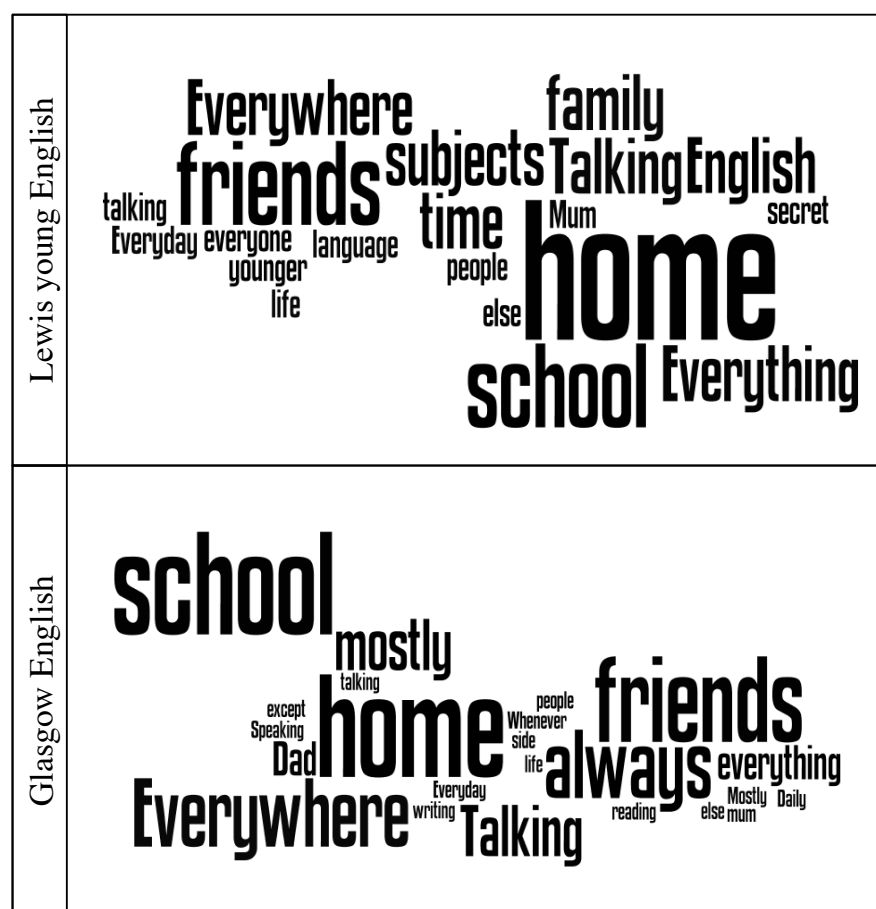 Lewis young English
Everywhere family
friends subjects Talking English
talking time Mum secret
Everyday everyone language home
younger people
life else
school Everything
Glasgow English
school
mostly
talking friends
except home people
Speaking Whenever
Dad side always everything
life
Everywhere Everyday Mostly Daily
writing Talking reading else mum